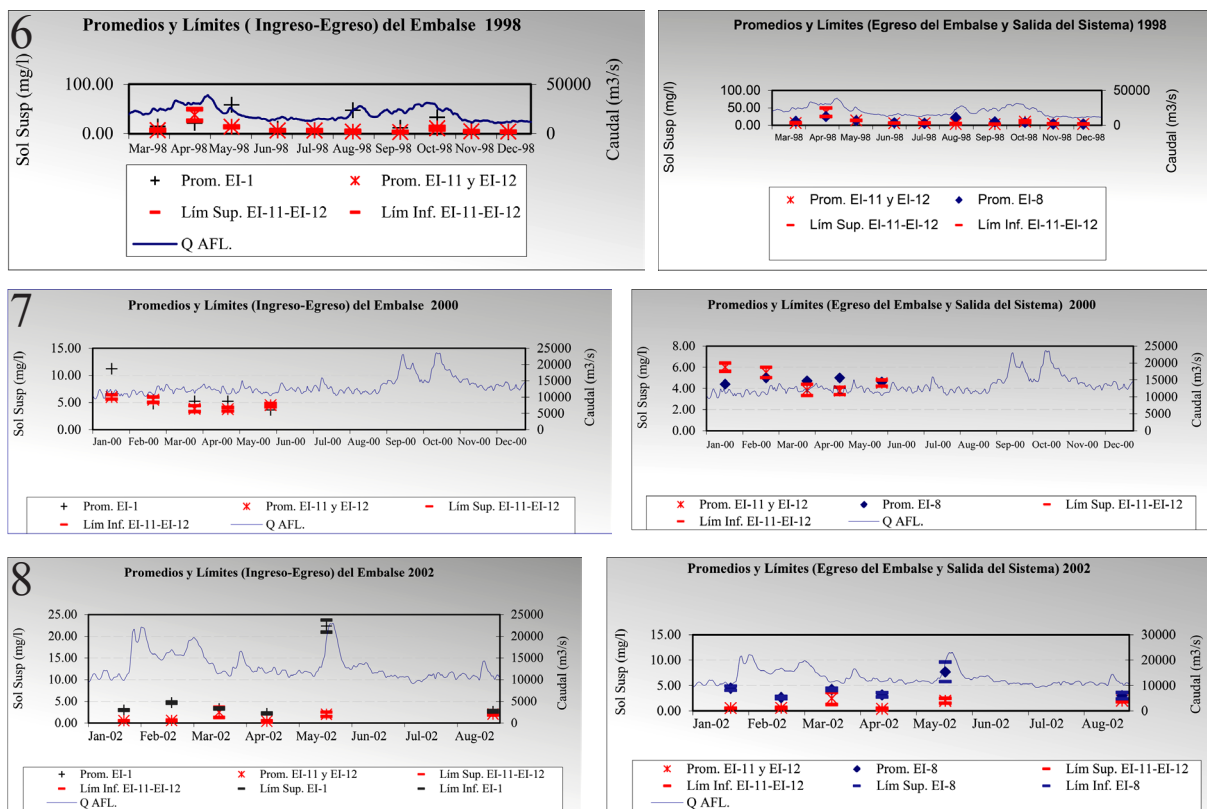 6
Promedios y Límites ( Ingreso-Egreso) del Embalse 1998
Sol Susp (mg/l)
100.00
0.00
50000
0
Caudal (m3/s)
Mar-98 Apr-98 May-98 Jun-98 Jul-98 Aug-98 Sep-98 Oct-98 Nov-98 Dec-98
Prom. EI-1 Prom. EI-11 y EI-12
Lím Sup. EI-11-EI-12 Lím Inf. EI-11-EI-12
Q AFL.
Promedios y Límites (Egreso del Embalse y Salida del Sistema) 1998
Sol Susp (mg/l)
100.00
50.00
0.00
50000
0
Caudal (m3/s)
Mar-98 Apr-98 May-98 Jun-98 Jul-98 Aug-98 Sep-98 Oct-98 Nov-98 Dec-98
Prom. EI-11 y EI-12 Prom. EI-8
Lím Sup. EI-11-EI-12 Lím Inf. EI-11-EI-12
7
Promedios y Límites (Ingreso-Egreso) del Embalse 2000
Sol Susp (mg/l)
15.00
10.00
5.00
0.00
25000
20000
15000
10000
5000
0
Caudal (m3/s)
Jan-00 Feb-00 Mar-00 Apr-00 May-00 Jun-00 Jul-00 Aug-00 Sep-00 Oct-00 Nov-00 Dec-00
Prom. EI-1 Prom. EI-11 y EI-12 Lím Sup. EI-11-EI-12
Lím Inf. EI-11-EI-12 Q AFL.
Promedios y Límites (Egreso del Embalse y Salida del Sistema) 2000
Sol Susp (mg/l)
8.00
6.00
4.00
2.00
0.00
25000
20000
15000
10000
5000
0
Caudal (m3/s)
Jan-00 Feb-00 Mar-00 Apr-00 May-00 Jun-00 Jul-00 Aug-00 Sep-00 Oct-00 Nov-00 Dec-00
Prom. EI-11 y EI-12 Prom. EI-8 Lím Sup. EI-11-EI-12
Lím Inf. EI-11-EI-12 Q AFL.
8
Promedios y Límites (Ingreso-Egreso) del Embalse 2002
Sol Susp (mg/l)
25.00
20.00
15.00
10.00
5.00
0.00
25000
20000
15000
10000
5000
0
Caudal (m3/s)
Jan-02 Feb-02 Mar-02 Apr-02 May-02 Jun-02 Jul-02 Aug-02
Prom. EI-1 Prom. EI-11 y EI-12 Lím Sup. EI-11-EI-12
Lím Inf. EI-11-EI-12 Lím Sup. EI-1 Lím Inf. EI-1
Q AFL.
Promedios y Límites (Egreso del Embalse y Salida del Sistema) 2002
Sol Susp (mg/l)
15.00
10.00
5.00
0.00
30000
20000
10000
0
Caudal (m3/s)
Jan-02 Feb-02 Mar-02 Apr-02 May-02 Jun-02 Jul-02 Aug-02
Prom. EI-11 y EI-12 Prom. EI-8 Lím Sup. EI-11-EI-12
Lím Inf. EI-11-EI-12 Lím Sup. EI-8 Lím Inf. EI-8
Q AFL.